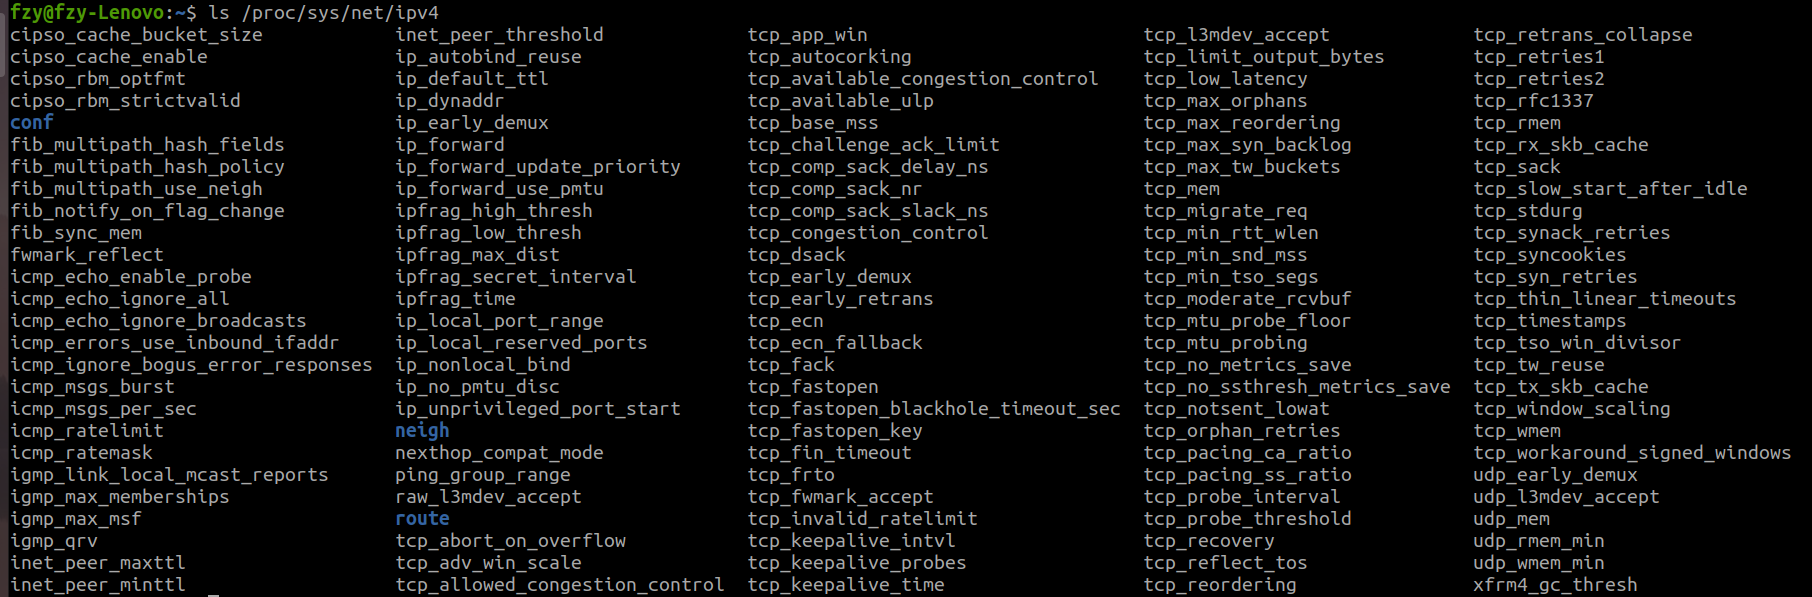 fzy@fzy-Lenovo:~$ ls /proc/sys/net/ipv4
cipso_cache_bucket_size inet_peer_threshold tcp_app_win tcp_l3mdev_accept tcp_retrans_collapse
cipso_cache_enable ip_autobind_reuse tcp_autocorking tcp_limit_output_bytes tcp_retries1
cipso_rbm_optfmt ip_default_ttl tcp_available_congestion_control tcp_low_latency tcp_retries2
cipso_rbm_strictvalid ip_dynaddr tcp_available_ulp tcp_max_orphans tcp_rfc1337
conf ip_early_demux tcp_base_mss tcp_max_reordering tcp_rmem
fib_multipath_hash_fields ip_forward tcp_challenge_ack_limit tcp_max_syn_backlog tcp_rx_skb_cache
fib_multipath_hash_policy ip_forward_update_priority tcp_comp_sack_delay_ns tcp_max_tw_buckets tcp_sack
fib_multipath_use_neigh ip_forward_use_pmtu tcp_comp_sack_nr tcp_mem tcp_slow_start_after_idle
fib_notify_on_flag_change ipfrag_high_thresh tcp_comp_sack_slack_ns tcp_migrate_req tcp_stdurg
fib_sync_mem ipfrag_low_thresh tcp_congestion_control tcp_min_rtt_wlen tcp_synack_retries
fwmark_reflect ipfrag_max_dist tcp_dsack tcp_min_snd_mss tcp_syncookies
icmp_echo_enable_probe ipfrag_secret_interval tcp_early_demux tcp_min_tso_segs tcp_syn_retries
icmp_echo_ignore_all ipfrag_time tcp_early_retrans tcp_moderate_rcvbuf tcp_thin_linear_timeouts
icmp_echo_ignore_broadcasts ip_local_port_range tcp_ecn tcp_mtu_probe_floor tcp_timestamps
icmp_errors_use_inbound_ifaddr ip_local_reserved_ports tcp_ecn_fallback tcp_mtu_probing tcp_tso_win_divisor
icmp_ignore_bogus_error_responses ip_nonlocal_bind tcp_fack tcp_no_metrics_save tcp_tw_reuse
icmp_msgs_burst ip_no_pmtu_disc tcp_fastopen tcp_no_ssthresh_metrics_save tcp_tx_skb_cache
icmp_msgs_per_sec ip_unprivileged_port_start tcp_fastopen_blackhole_timeout_sec tcp_notsent_lowat tcp_window_scaling
icmp_ratelimit neigh tcp_fastopen_key tcp_orphan_retries tcp_wmem
icmp_ratemask nexthop_compat_mode tcp_fin_timeout tcp_pacing_ca_ratio tcp_workaround_signed_windows
igmp_link_local_mcast_reports ping_group_range tcp_frto tcp_pacing_ss_ratio udp_early_demux
igmp_max_memberships raw_l3mdev_accept tcp_fwmark_accept tcp_probe_interval udp_l3mdev_accept
igmp_max_msf route tcp_invalid_ratelimit tcp_probe_threshold udp_mem
igmp_qrv tcp_abort_on_overflow tcp_keepalive_intvl tcp_recovery udp_rmem_min
inet_peer_maxttl tcp_adv_win_scale tcp_keepalive_probes tcp_reflect_tos udp_wmem_min
inet_peer_minttl tcp_allowed_congestion_control tcp_keepalive_time tcp_reordering xfrm4_gc_thresh